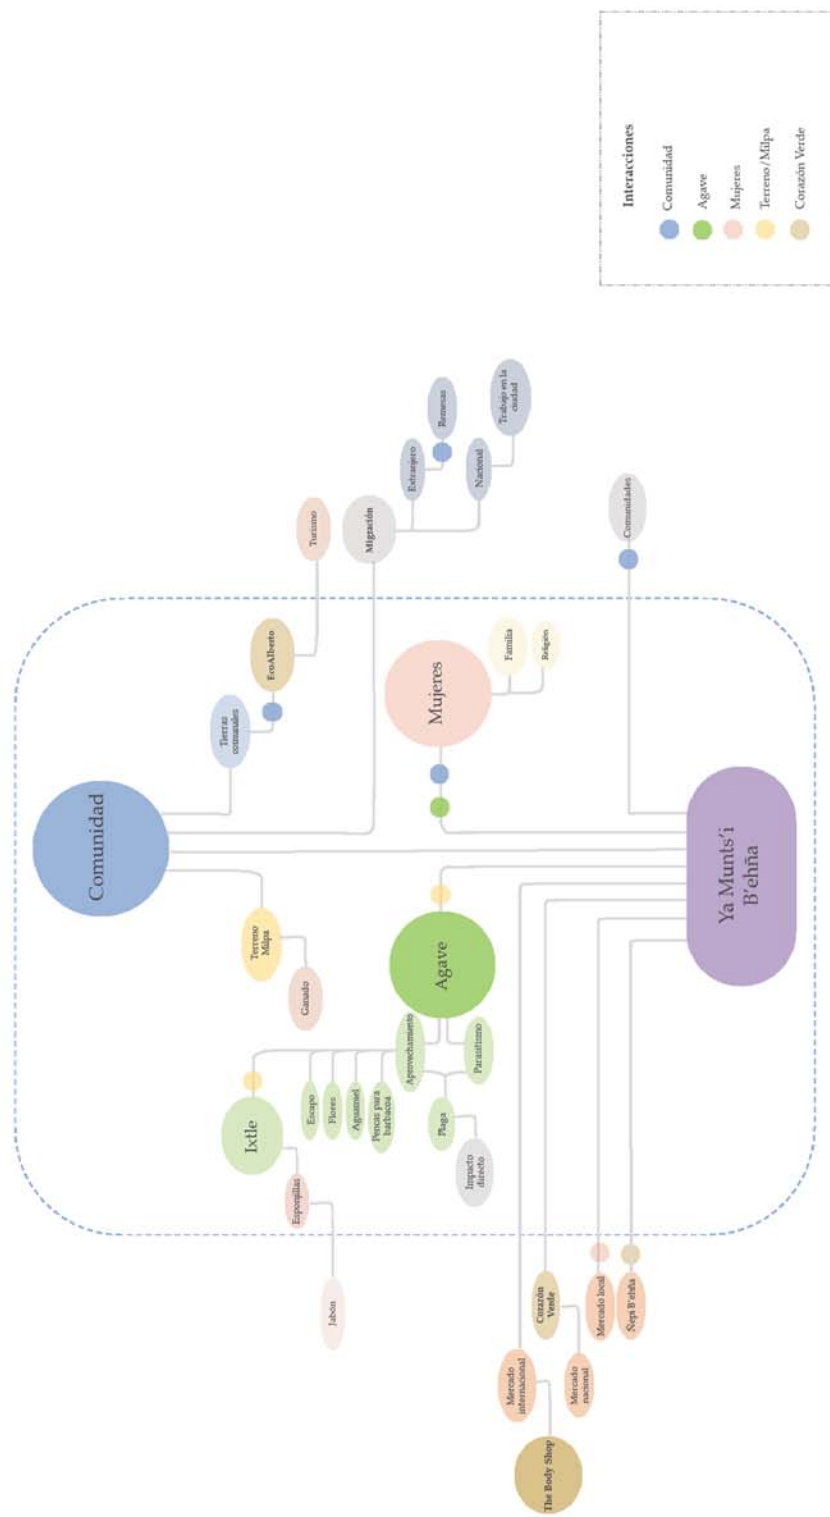 Comunidad
Tierras
comunales
EcoAlberto
Turismo
Migración
Extranjero
Remesas
Nacional
Trabajo en la
ciudad
Terreno
Milpa
Ganado
Mujeres
Familia
Religión
Agave
Aprovechamiento
Parasitismo
Plaga
Impacto
directo
Ixtle
Escapo
Flores
Aguamiel
Pencas para
barbacoa
Esponjillas
Jabón
Ya Munts'i
B'ehña
Comunidades
Mercado
internacional
The Body Shop
Corazón
Verde
Mercado
nacional
Mercado local
Ñepi B'ehña
Interacciones
Comunidad
Agave
Mujeres
Terreno / Milpa
Corazón Verde